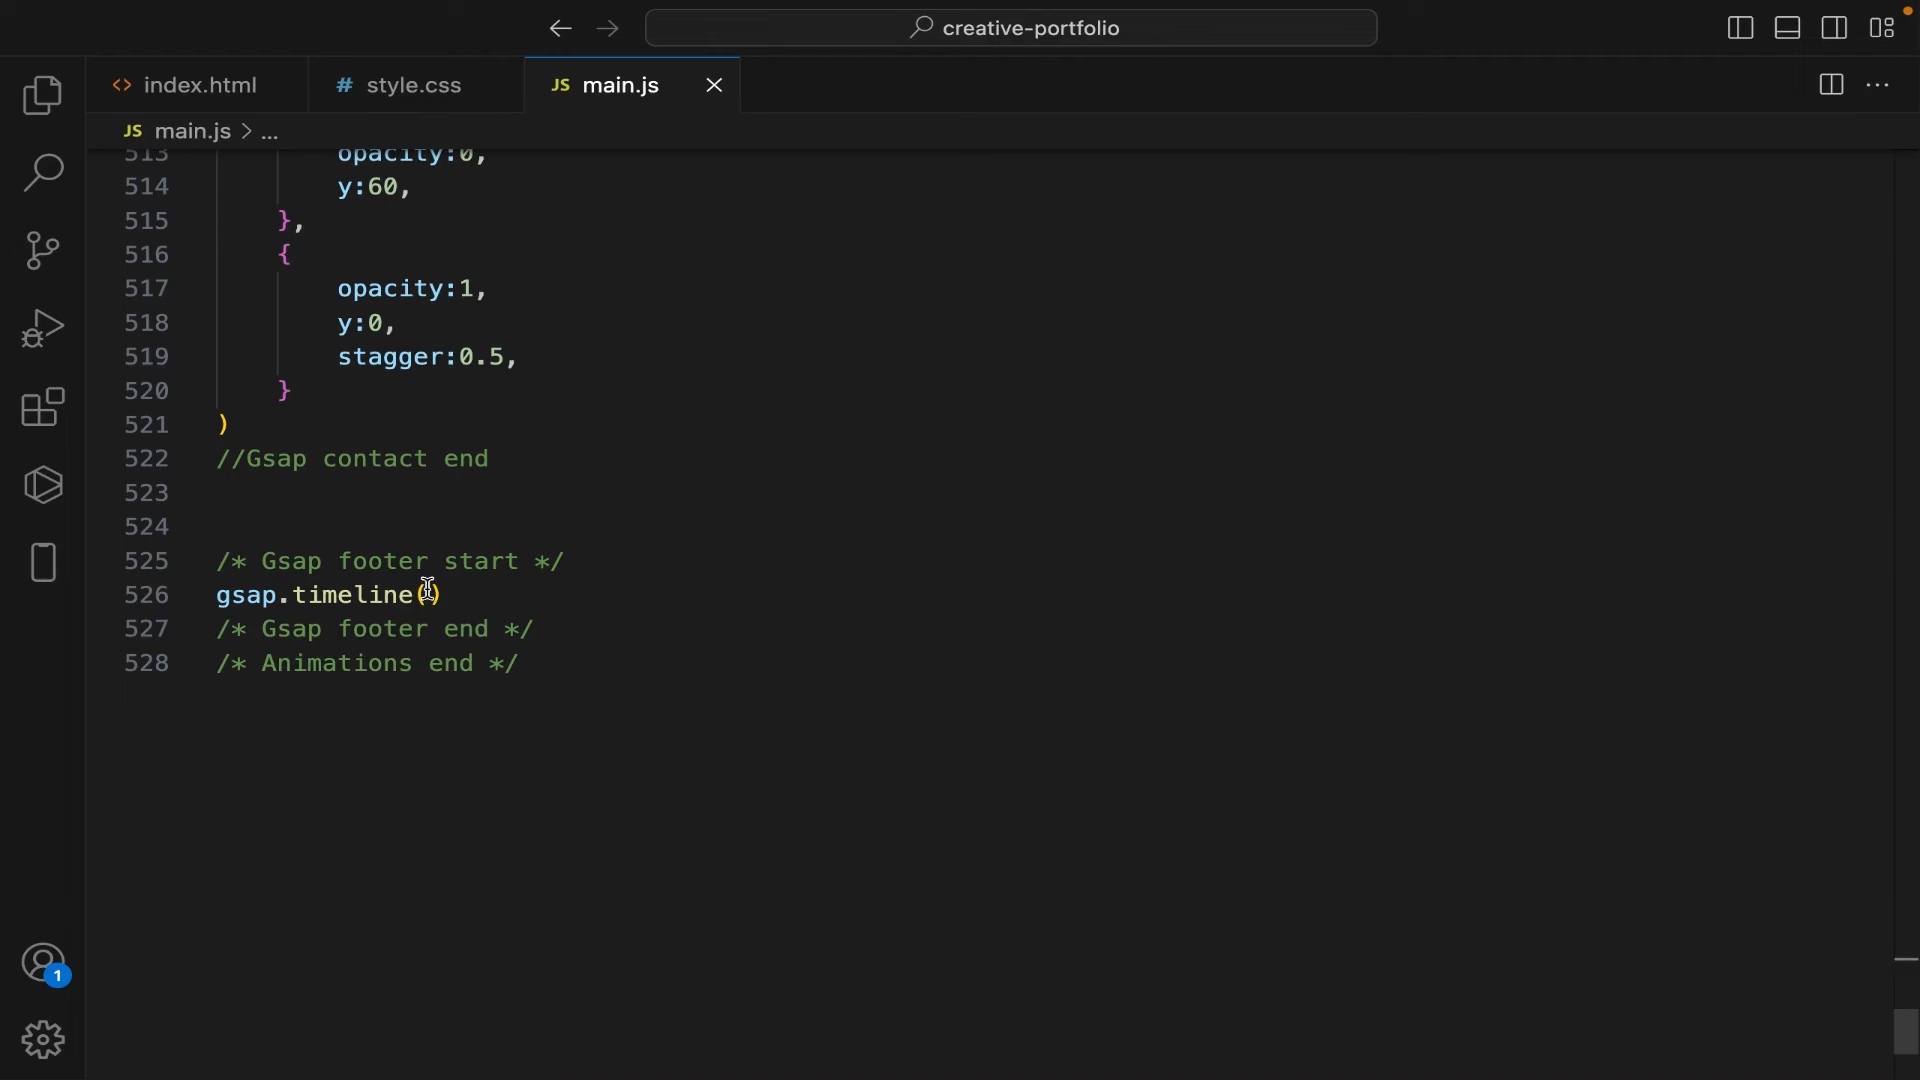 creative-portfolio
index.html
# style.css
JS main.js
JS main.js > ...
513 opacity:0,
514 y:60,
515 },
516 {
517 opacity:1,
518 y:0,
519 stagger:0.5,
520 }
521 )
522 //Gsap contact end
523
524
525 /* Gsap footer start */
526 gsap.timeline()
527 /* Gsap footer end */
528 /* Animations end */
1